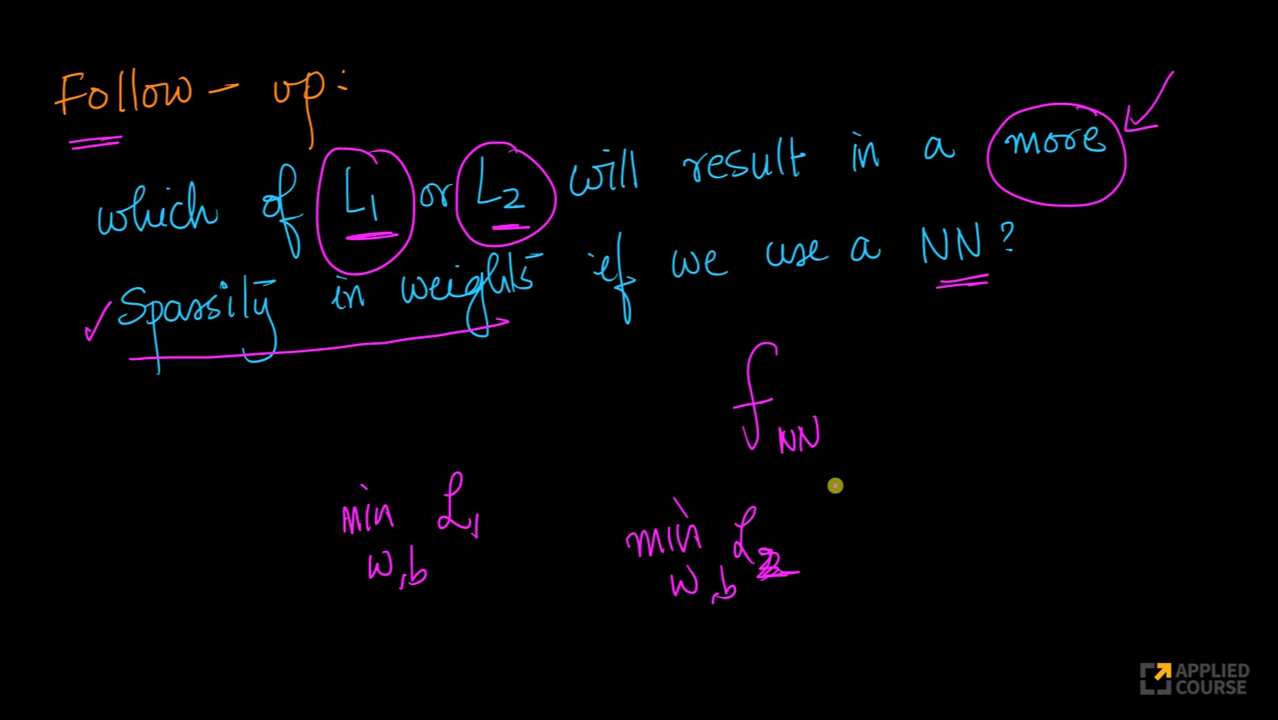 Follow - up:
which of L1 or L2 will result in a more
Sparsity in weights if we use a NN?
f NN
min L1 min L2
w,b w,b
APPLIED
COURSE